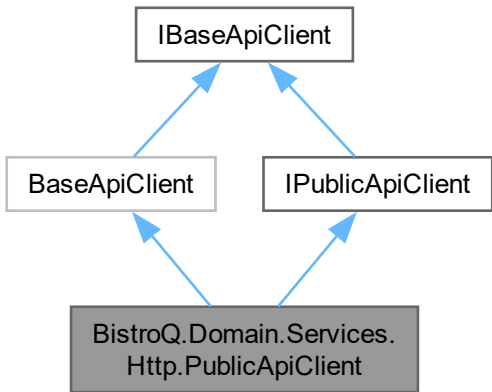 IBaseApiClient
BaseApiClient
IPublicApiClient
BistroQ.Domain.Services.
Http.PublicApiClient